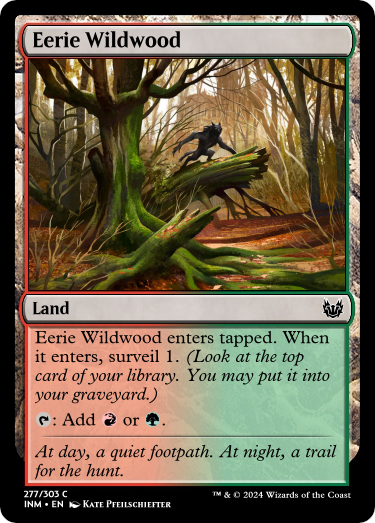 Eerie Wildwood
Land
Eerie Wildwood enters tapped. When
it enters, surveil 1. (Look at the top
card of your library. You may put it into
your graveyard.)
: Add or .
At day, a quiet footpath. At night, a trail
for the hunt.
277/303 C
INM • EN Kate Pfeilschiefter
™ & © 2024 Wizards of the Coast